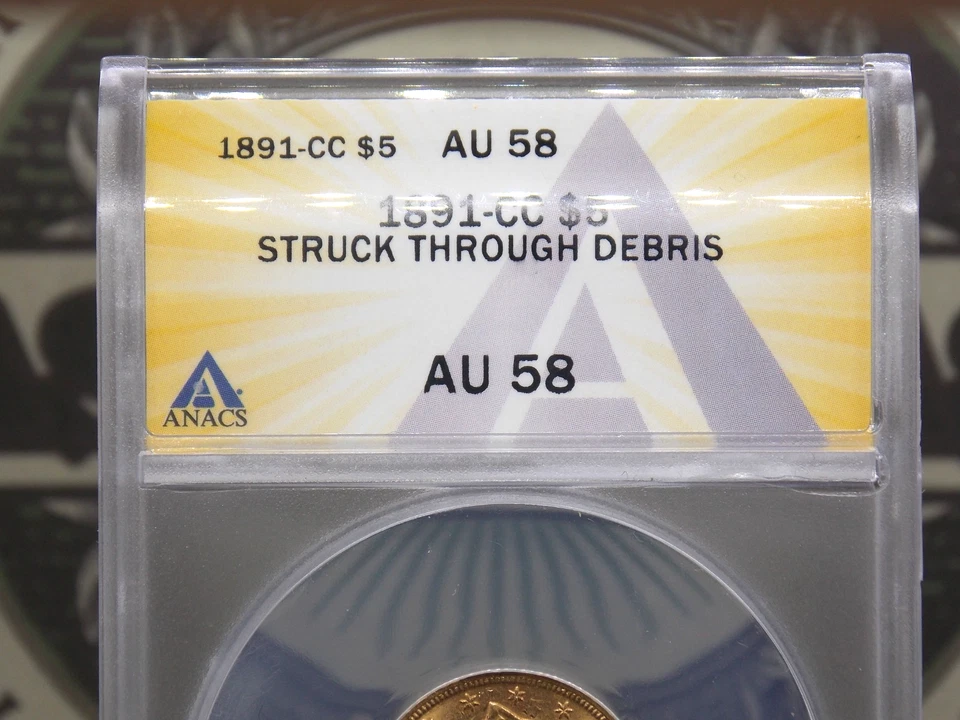 1891-CC $5 AU 58
1891-CC $5
STRUCK THROUGH DEBRIS
AU 58
ANACS